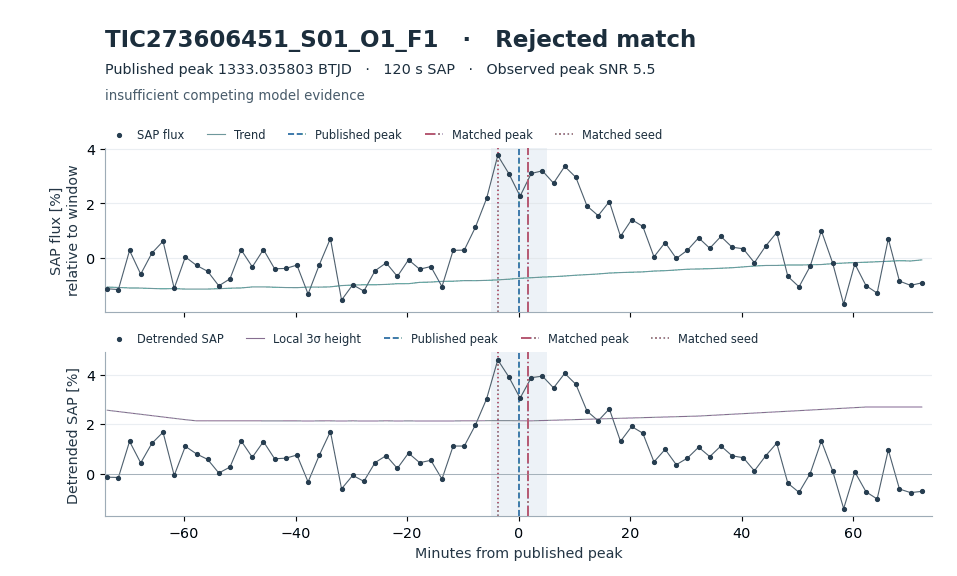 TIC273606451_S01_O1_F1 · Rejected match
Published peak 1333.035803 BTJD · 120 s SAP · Observed peak SNR 5.5
insufficient competing model evidence
SAP flux Trend Published peak Matched peak Matched seed
SAP flux [%]
relative to window
4
2
0
Detrended SAP Local 3σ height Published peak Matched peak Matched seed
Detrended SAP [%]
4
2
0
−60 −40 −20 0 20 40 60
Minutes from published peak